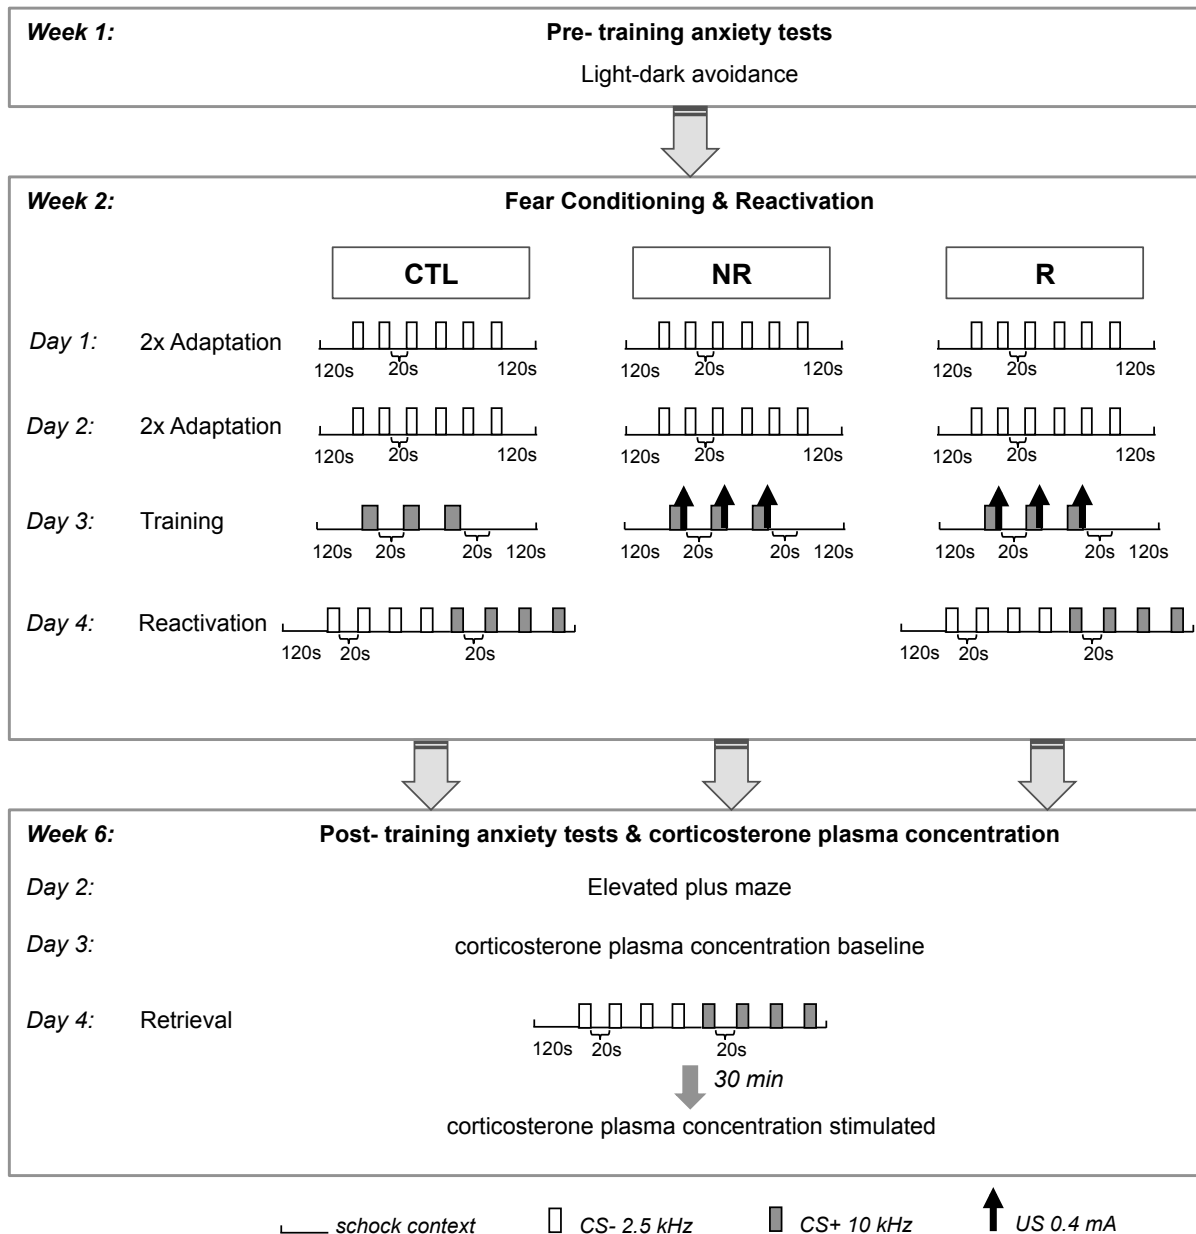 Week 1: Pre- training anxiety tests
Light-dark avoidance
Week 2: Fear Conditioning & Reactivation
CTL NR R
Day 1: 2x Adaptation
120s 20s 120s 120s 20s 120s 120s 20s 120s
Day 2: 2x Adaptation
120s 20s 120s 120s 20s 120s 120s 20s 120s
Day 3: Training
120s 20s 20s 120s 120s 20s 20s 120s 120s 20s 20s 120s
Day 4: Reactivation
120s 20s 20s 120s 20s 20s
Week 6: Post- training anxiety tests & corticosterone plasma concentration
Day 2: Elevated plus maze
Day 3: corticosterone plasma concentration baseline
Day 4: Retrieval
120s 20s 20s
30 min
corticosterone plasma concentration stimulated
schock context CS- 2.5 kHz CS+ 10 kHz US 0.4 mA